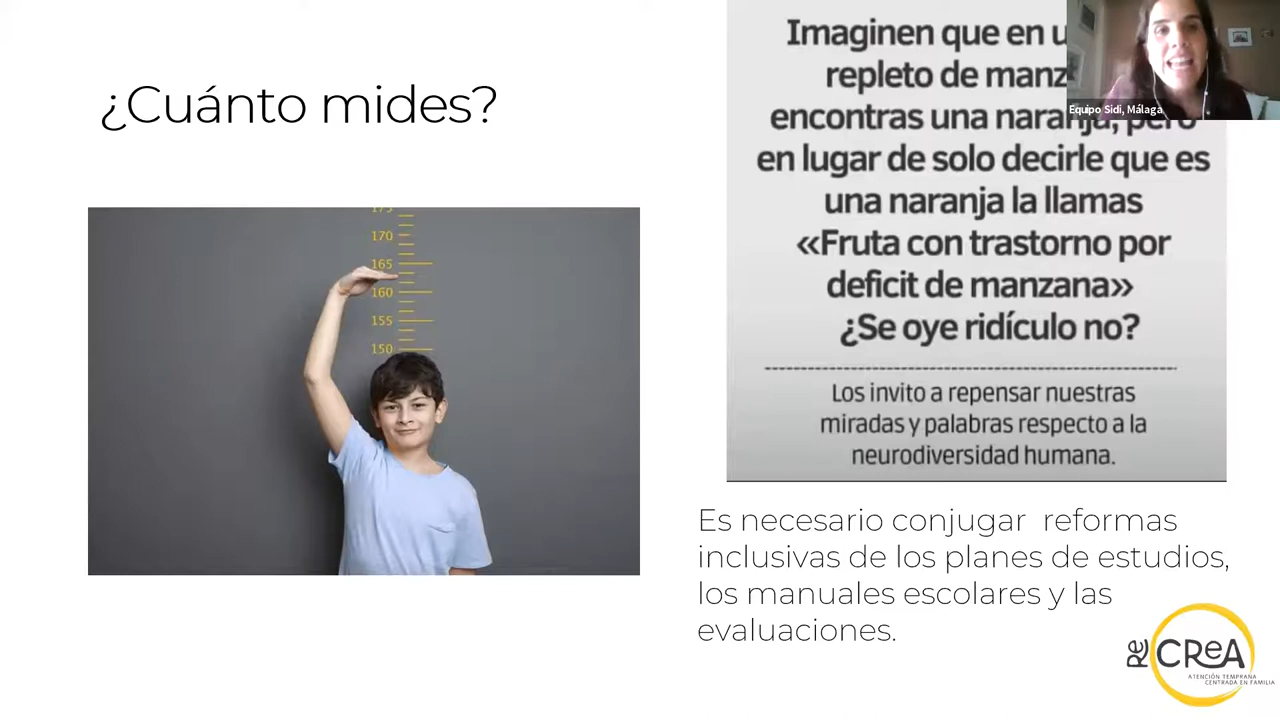 ¿Cuánto mides?
175
170
165
160
155
150
Imaginen que en
repleto de
encontras una naranja, pero
en lugar de solo decirle que es
una naranja la llamas
«Fruta con trastorno por
deficit de manzana»
¿Se oye ridículo no?
Los invito a repensar nuestras
miradas y palabras respecto a la
neurodiversidad humana.
Equipo Sidi, Málaga
Es necesario conjugar reformas
inclusivas de los planes de estudios,
los manuales escolares y las
evaluaciones.
Re CReA
ATENCIÓN TEMPRANA
CENTRADA EN FAMILIA